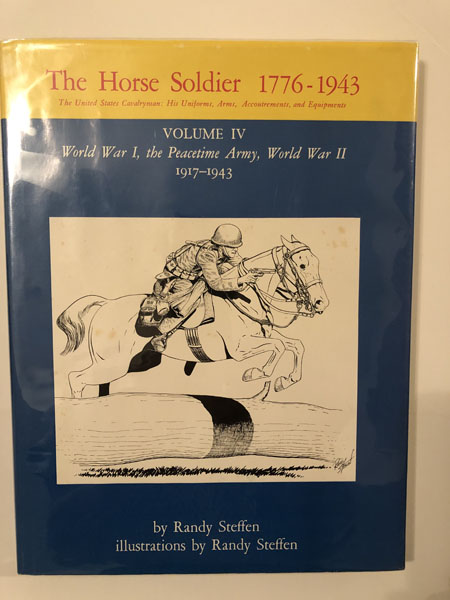 The Horse Soldier 1776-1943
The United States Cavalryman: His Uniforms, Arms, Accoutrements, and Equipments
VOLUME IV
World War I, the Peacetime Army, World War II
1917–1943
by Randy Steffen
illustrations by Randy Steffen